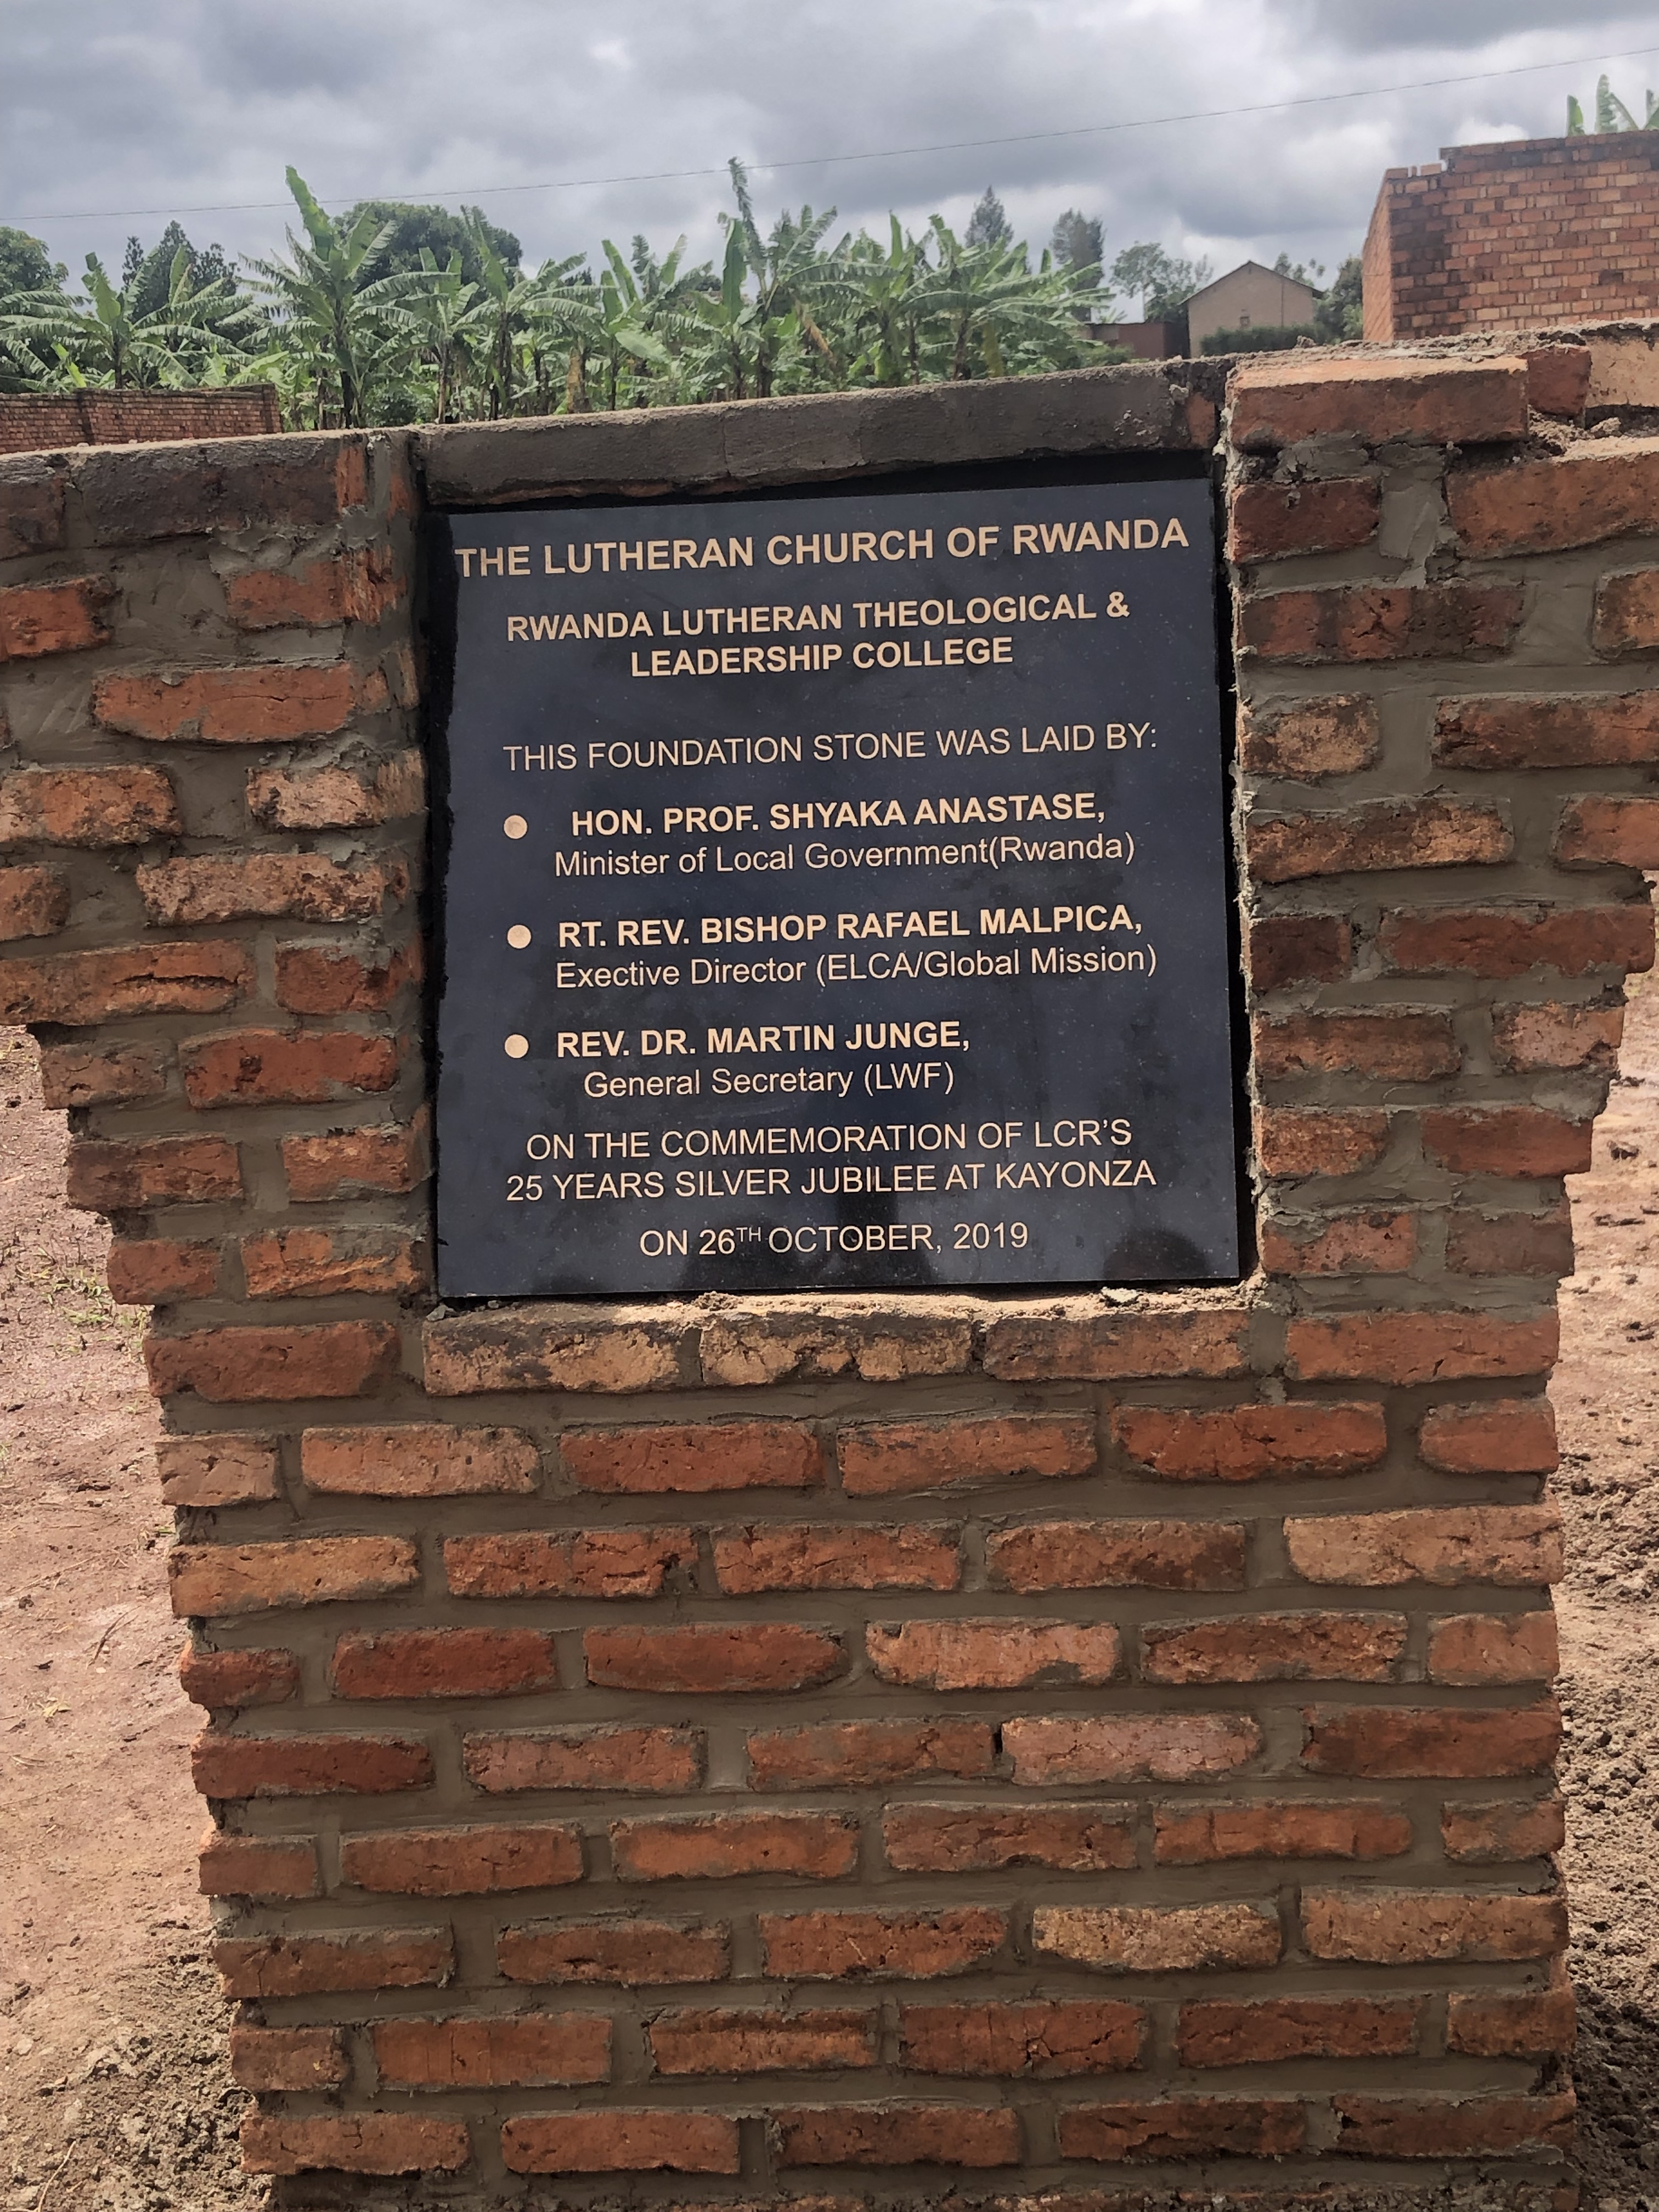 THE LUTHERAN CHURCH OF RWANDA
RWANDA LUTHERAN THEOLOGICAL &
LEADERSHIP COLLEGE
THIS FOUNDATION STONE WAS LAID BY:
● HON. PROF. SHYAKA ANASTASE,
Minister of Local Government(Rwanda)
● RT. REV. BISHOP RAFAEL MALPICA,
Exective Director (ELCA/Global Mission)
● REV. DR. MARTIN JUNGE,
General Secretary (LWF)
ON THE COMMEMORATION OF LCR'S
25 YEARS SILVER JUBILEE AT KAYONZA
ON 26TH OCTOBER, 2019